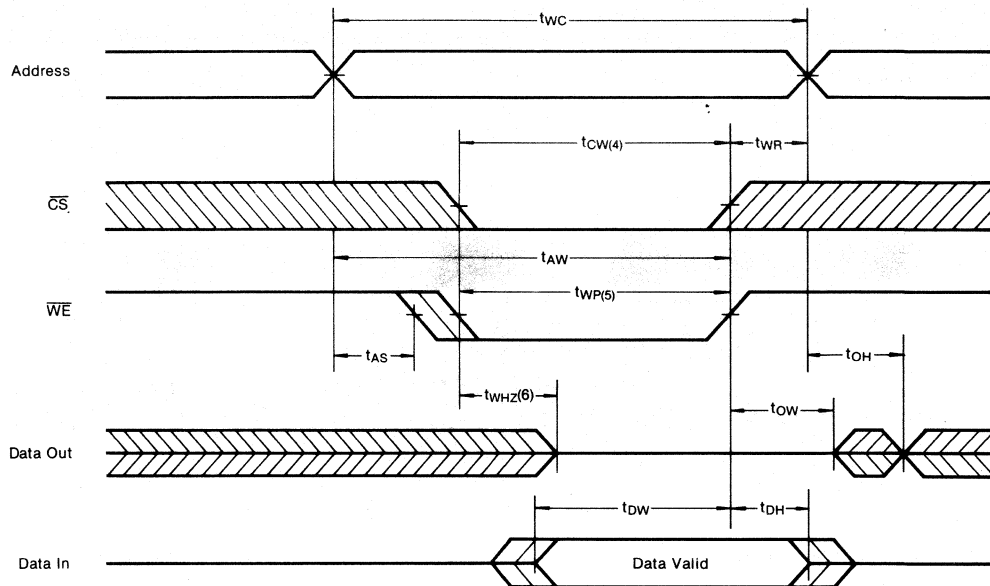 tWC
Address
tCW(4)
tWR
CS
tAW
WE
tWP(5)
tAS
tOH
tWHZ(6)
tOW
Data Out
tDW
tDH
Data In
Data Valid